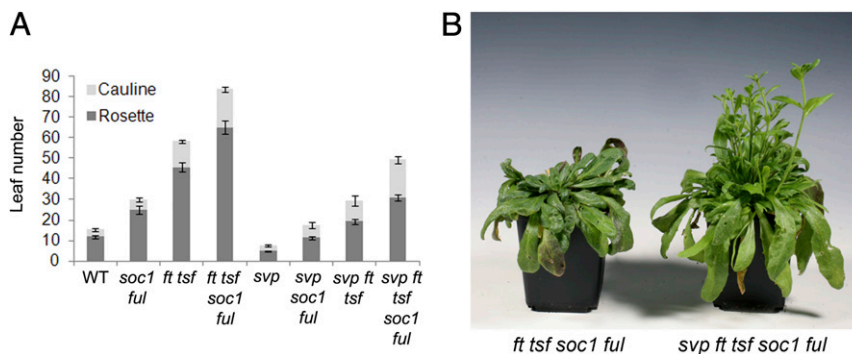 A
B
Leaf number
90
80
70
60
50
40
30
20
10
0
Cauline
Rosette
WT
soc1
ful
ft tsf
ft tsf
soc1
ful
svp
svp
soc1
ful
svp ft
tsf
svp ft
tsf
soc1
ful
ft tsf soc1 ful
svp ft tsf soc1 ful